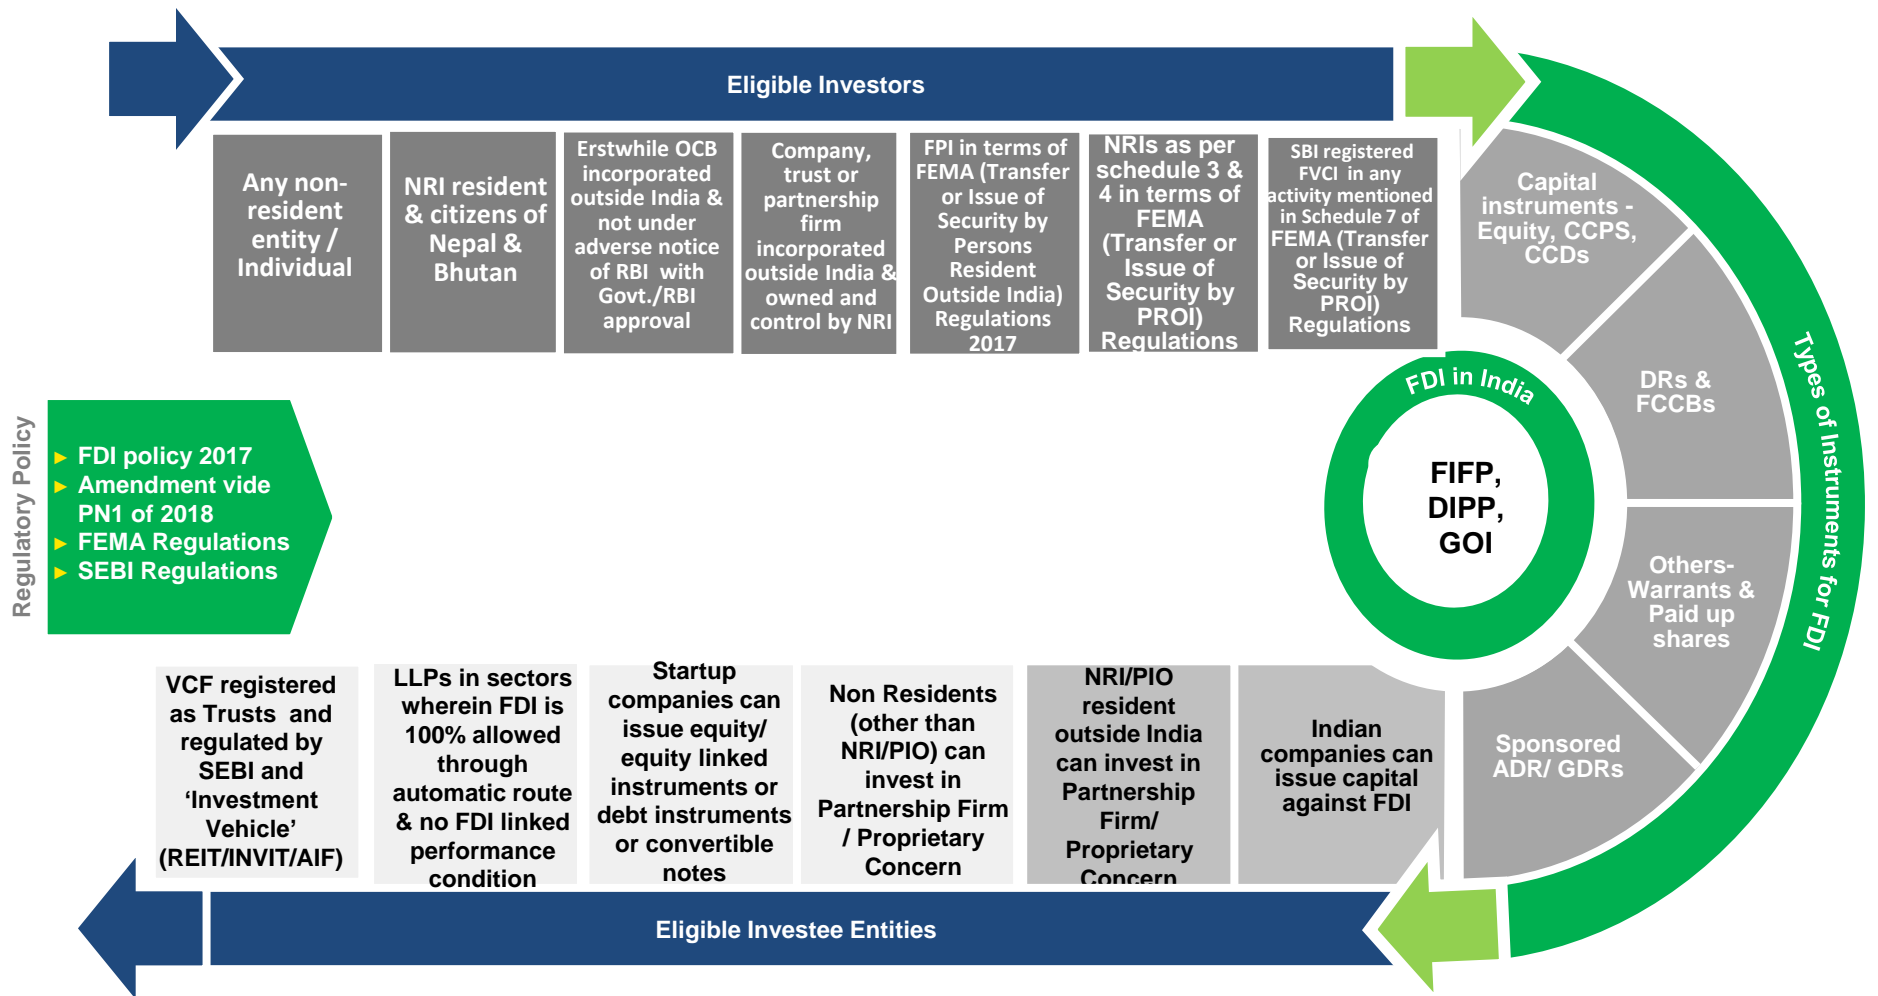 Eligible Investors
Any non-
resident
entity /
Individual
NRI resident
& citizens of
Nepal &
Bhutan
Erstwhile OCB
incorporated
outside India &
not under
adverse notice
of RBI with
Govt./RBI
approval
Company,
trust or
partnership
firm
incorporated
outside India &
owned and
control by NRI
FPI in terms of
FEMA (Transfer
or Issue of
Security by
Persons
Resident
Outside India)
Regulations
2017
NRIs as per
schedule 3 &
4 in terms of
FEMA
(Transfer or
Issue of
Security by
PROI)
Regulations
SBI registered
FVCI in any
activity mentioned
in Schedule 7 of
FEMA (Transfer
or Issue of
Security by
PROI)
Regulations
Capital
instruments -
Equity, CCPS,
CCDs
DRs &
FCCBs
Others-
Warrants &
Paid up
shares
Sponsored
ADR/ GDRs
Types of Instruments for FDI
FDI in India
FIFP,
DIPP,
GOI
Regulatory Policy
► FDI policy 2017
► Amendment vide
PN1 of 2018
► FEMA Regulations
► SEBI Regulations
VCF registered
as Trusts and
regulated by
SEBI and
‘Investment
Vehicle’
(REIT/INVIT/AIF)
LLPs in sectors
wherein FDI is
100% allowed
through
automatic route
& no FDI linked
performance
condition
Startup
companies can
issue equity/
equity linked
instruments or
debt instruments
or convertible
notes
Non Residents
(other than
NRI/PIO) can
invest in
Partnership Firm
/ Proprietary
Concern
NRI/PIO
resident
outside India
can invest in
Partnership
Firm/
Proprietary
Concern
Indian
companies can
issue capital
against FDI
Eligible Investee Entities